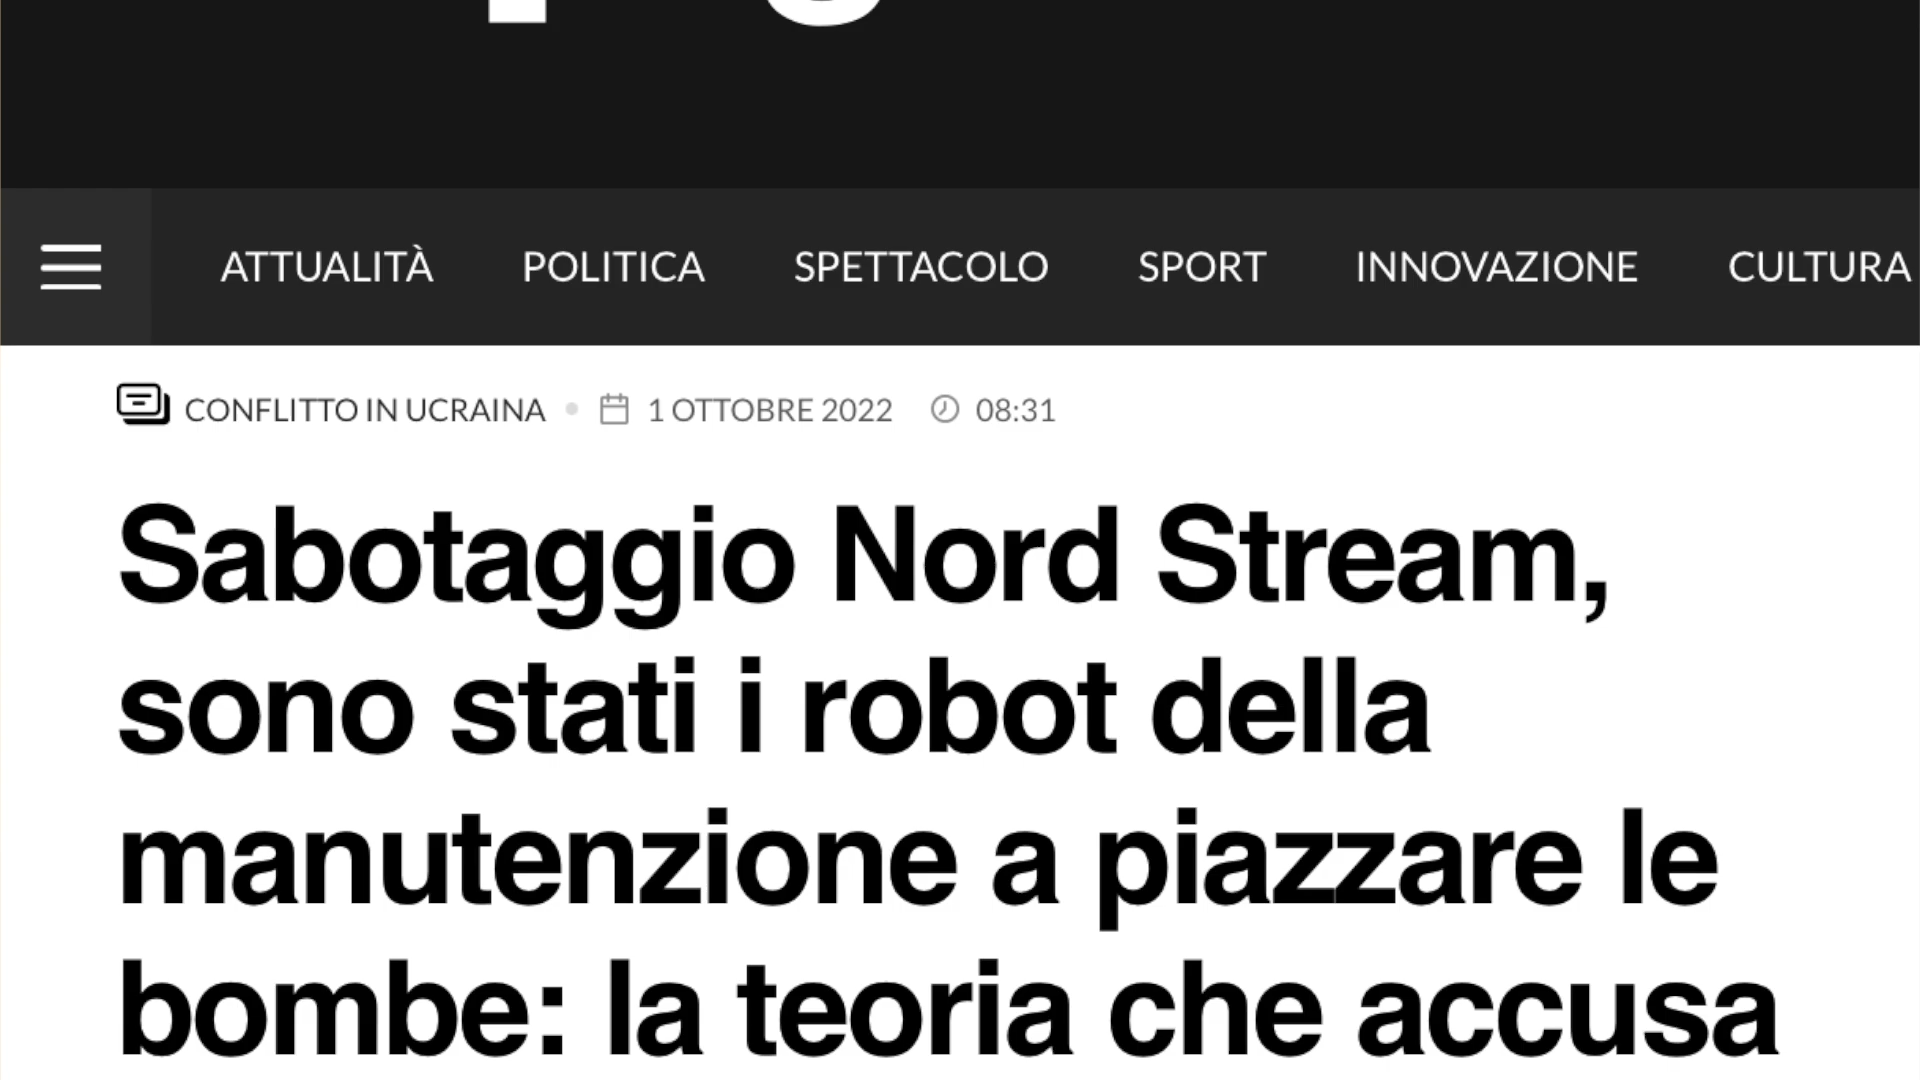 ATTUALITÀ POLITICA SPETTACOLO SPORT INNOVAZIONE CULTURA
CONFLITTO IN UCRAINA • 1 OTTOBRE 2022 08:31
Sabotaggio Nord Stream,
sono stati i robot della
manutenzione a piazzare le
bombe: la teoria che accusa